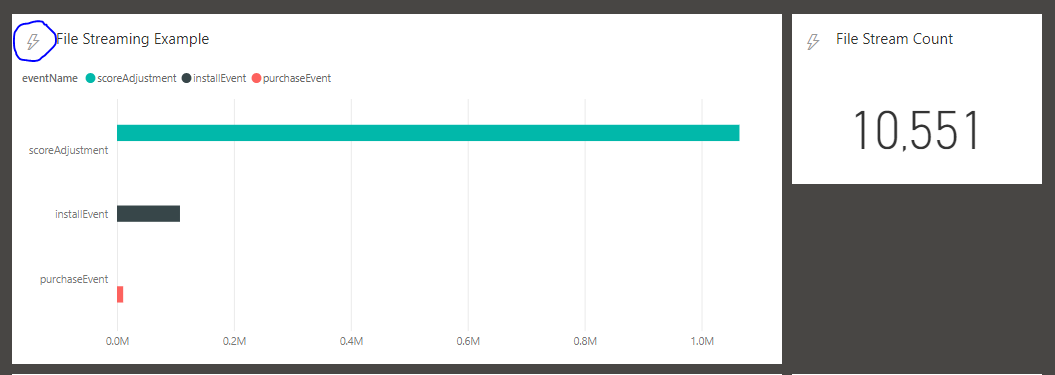 File Streaming Example
eventName scoreAdjustment installEvent purchaseEvent
scoreAdjustment
installEvent
purchaseEvent
0.0M 0.2M 0.4M 0.6M 0.8M 1.0M
File Stream Count
10,551